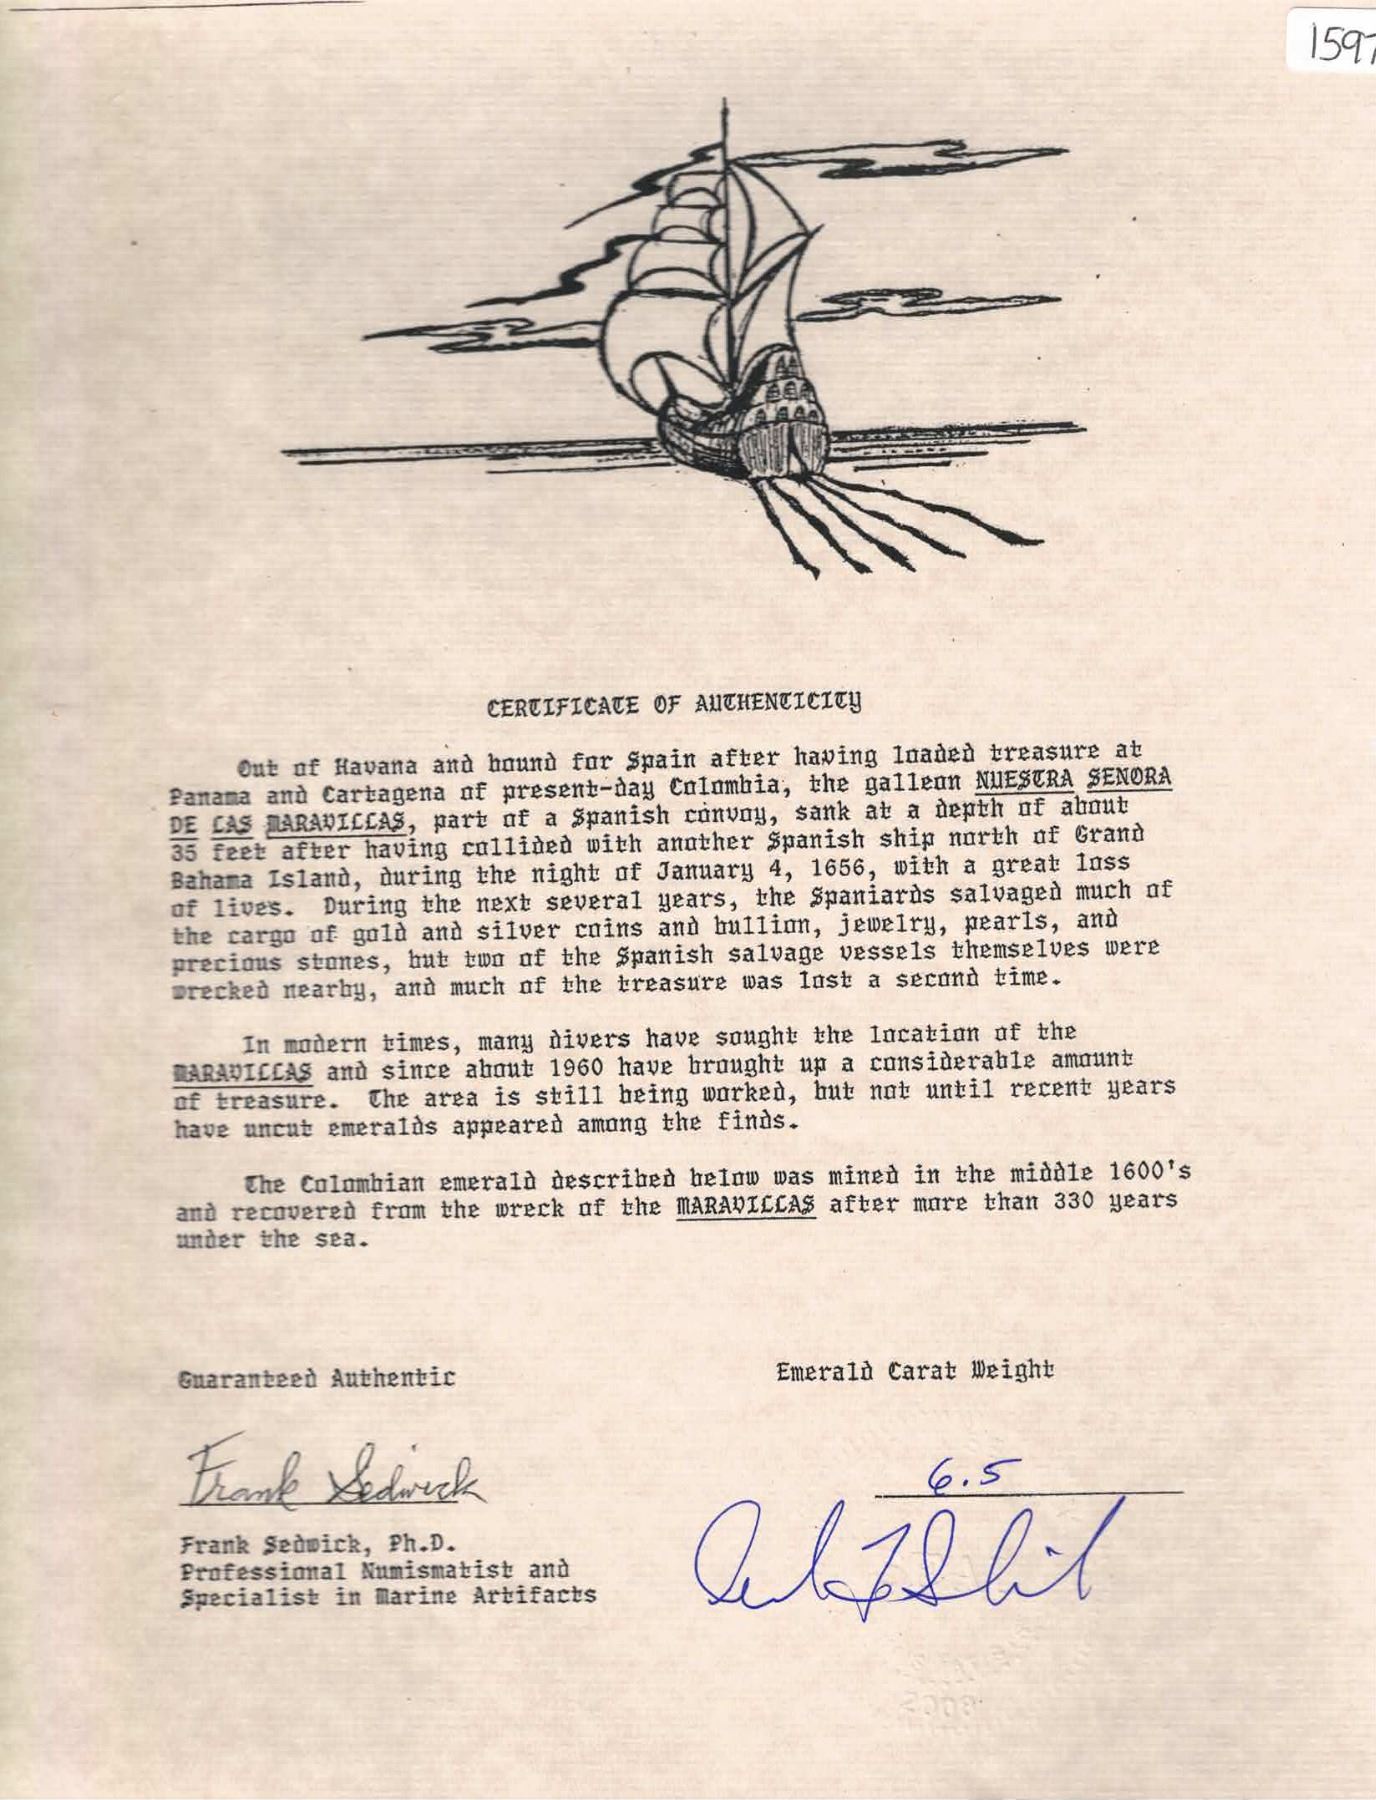 1597
CERTIFICATE OF AUTHENTICITY
Out of Havana and bound for Spain after having loaded treasure at
Panama and Cartagena of present-day Colombia, the galleon NUESTRA SENORA
DE LAS MARAVILLAS, part of a Spanish convoy, sank at a depth of about
35 feet after having collided with another Spanish ship north of Grand
Bahama Island, during the night of January 4, 1656, with a great loss
of lives. During the next several years, the Spaniards salvaged much of
the cargo of gold and silver coins and bullion, jewelry, pearls, and
precious stones, but two of the Spanish salvage vessels themselves were
wrecked nearby, and much of the treasure was lost a second time.
In modern times, many divers have sought the location of the
MARAVILLAS and since about 1960 have brought up a considerable amount
of treasure. The area is still being worked, but not until recent years
have uncut emeralds appeared among the finds.
The Colombian emerald described below was mined in the middle 1600's
and recovered from the wreck of the MARAVILLAS after more than 330 years
under the sea.
Guaranteed Authentic
Emerald Carat Weight
Frank Sedwick
6.5
Frank Sedwick, Ph.D.
Professional Numismatist and
Specialist in Marine Artifacts